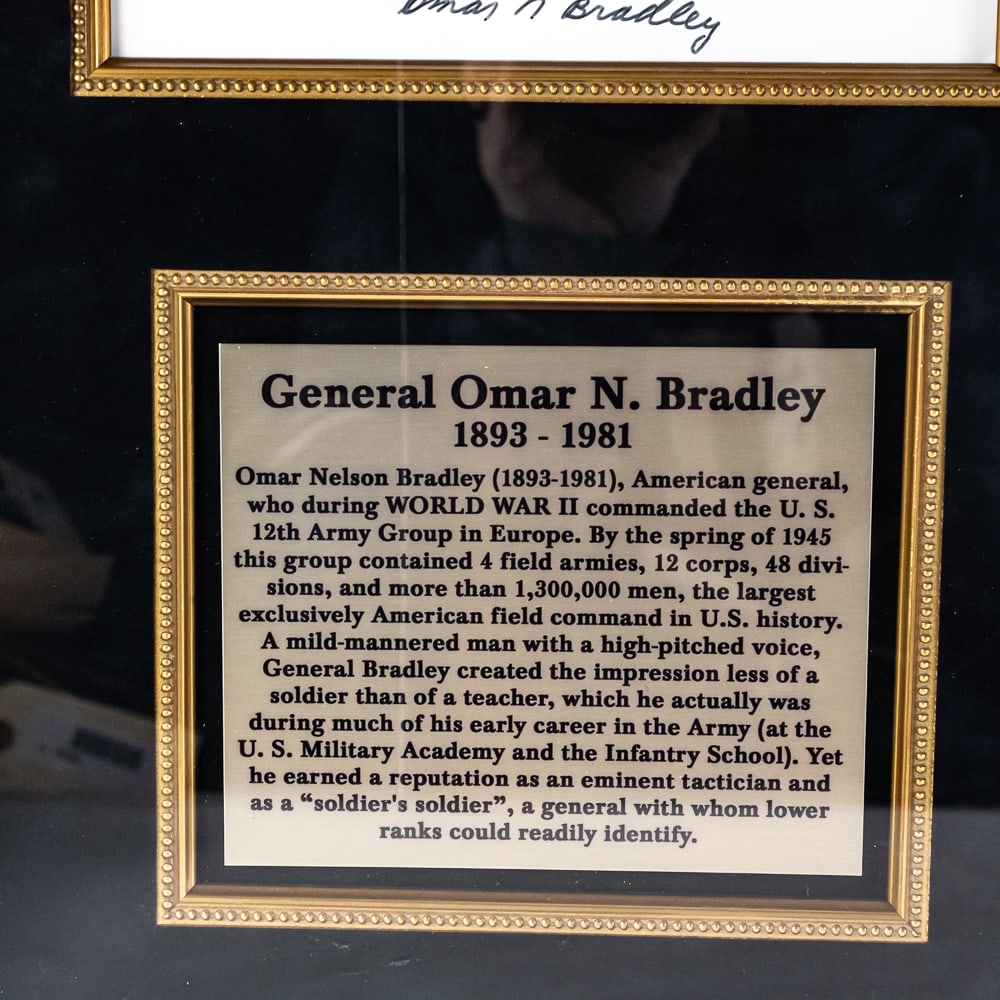 Omar N Bradley
General Omar N. Bradley
1893 - 1981
Omar Nelson Bradley (1893-1981), American general,
who during WORLD WAR II commanded the U. S.
12th Army Group in Europe. By the spring of 1945
this group contained 4 field armies, 12 corps, 48 divi-
sions, and more than 1,300,000 men, the largest
exclusively American field command in U.S. history.
A mild-mannered man with a high-pitched voice,
General Bradley created the impression less of a
soldier than of a teacher, which he actually was
during much of his early career in the Army (at the
U. S. Military Academy and the Infantry School). Yet
he earned a reputation as an eminent tactician and
as a “soldier's soldier”, a general with whom lower
ranks could readily identify.